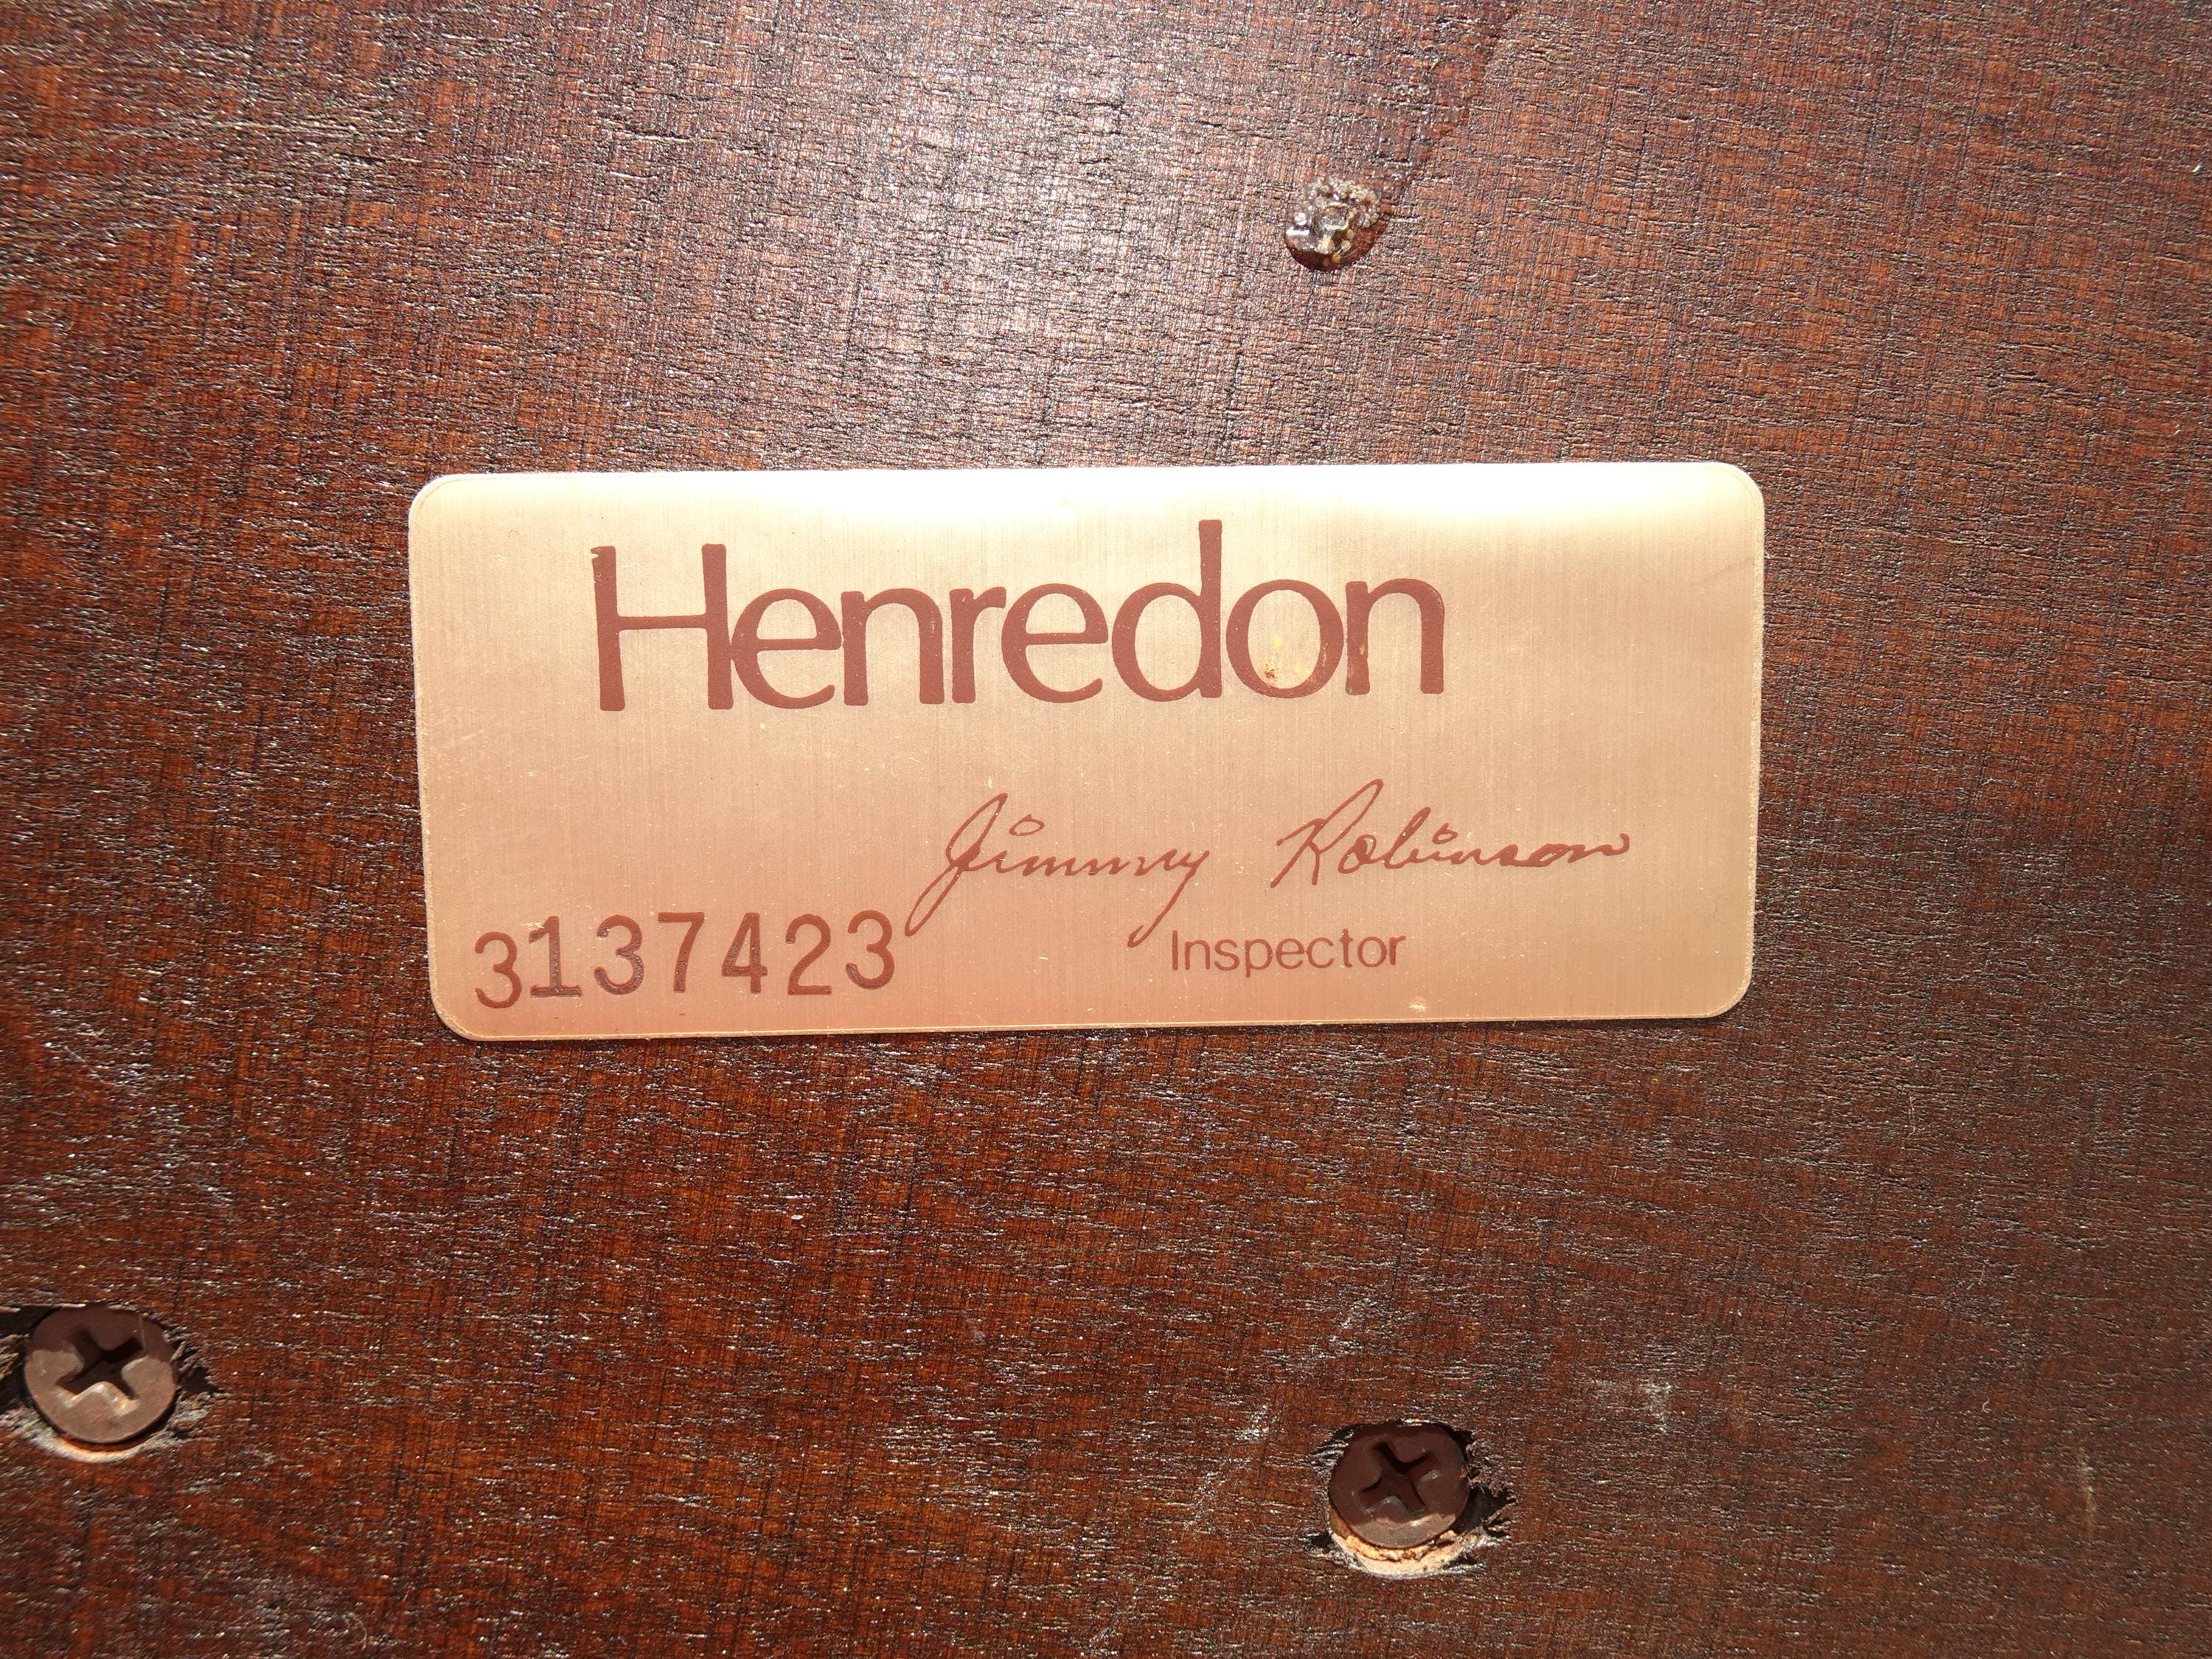 Henredon
Jimmy Robinson
3137423
Inspector